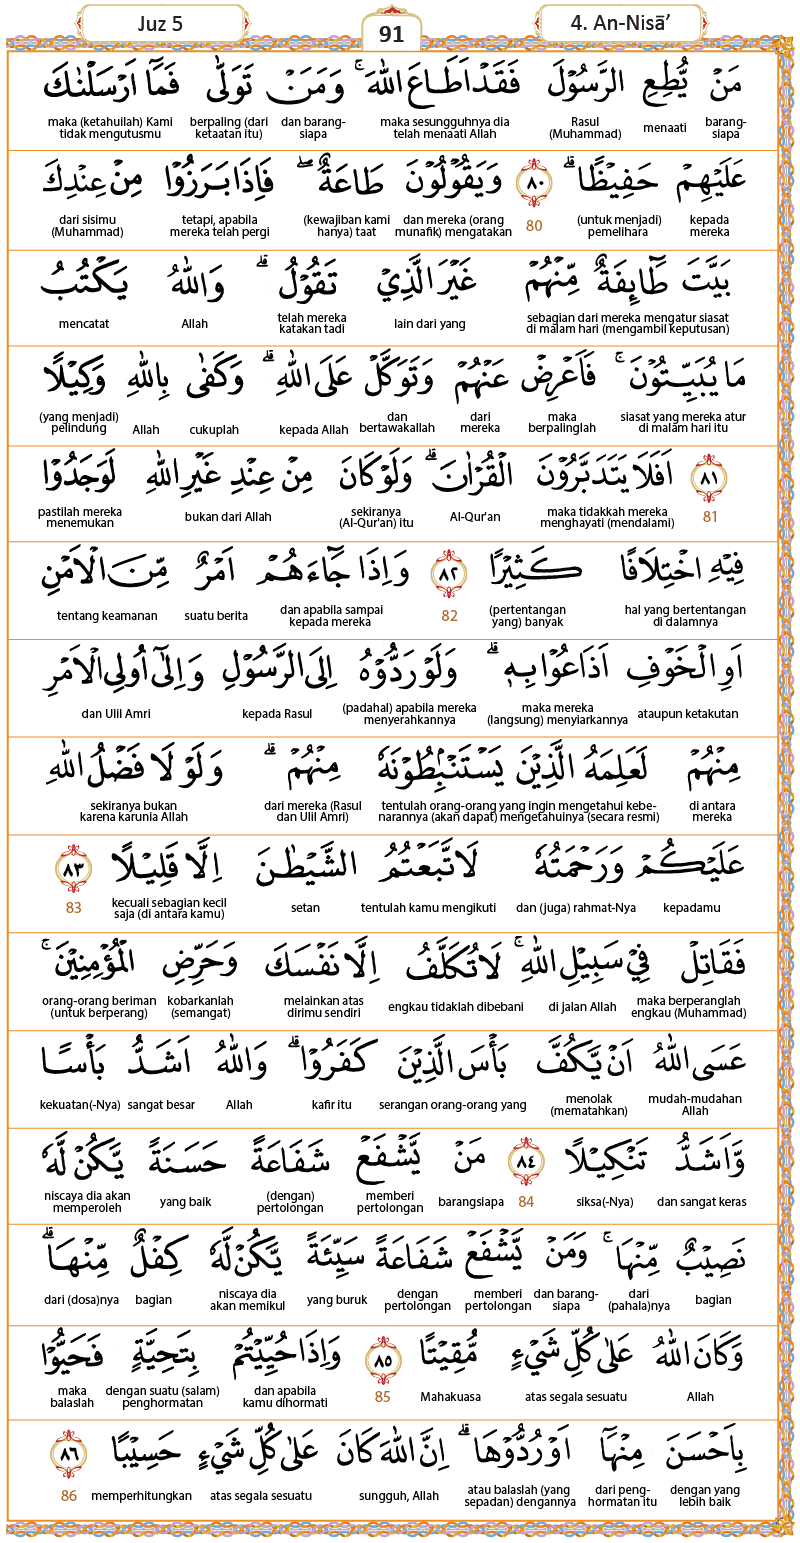 Juz 5
91
4. An-Nisā’
مَنْ يُّطِعِ الرَّسُوْلَ فَقَدْ اَطَاعَ اللّٰهَ ۚ وَمَنْ تَوَلّٰى فَمَآ اَرْسَلْنٰكَ
barang-siapa menaati Rasul (Muhammad) maka sesungguhnya dia telah menaati Allah dan barang-siapa berpaling (dari ketaatan itu) maka (ketahuilah) Kami tidak mengutusmu
عَلَيْهِمْ حَفِيْظًا ۗ ٨٠ وَيَقُوْلُوْنَ طَاعَةٌ ۖ فَاِذَا بَرَزُوْا مِنْ عِنْدِكَ
kepada mereka (untuk menjadi) pemelihara 80 dan mereka (orang munafik) mengatakan (kewajiban kami hanya) taat tetapi, apabila mereka telah pergi dari sisimu (Muhammad)
بَيَّتَ طَاۤىِٕفَةٌ مِّنْهُمْ غَيْرَ الَّذِيْ تَقُوْلُ ۗ وَاللّٰهُ يَكْتُبُ
sebagian dari mereka mengatur siasat di malam hari (mengambil keputusan) lain dari yang telah mereka katakan tadi Allah mencatat
مَا يُبَيِّتُوْنَ ۚ فَاَعْرِضْ عَنْهُمْ وَتَوَكَّلْ عَلَى اللّٰهِ ۗ وَكَفٰى بِاللّٰهِ وَكِيْلًا
siasat yang mereka atur di malam hari itu maka berpalinglah dari mereka dan bertawakallah kepada Allah cukuplah Allah (yang menjadi) pelindung
٨١ اَفَلَا يَتَدَبَّرُوْنَ الْقُرْاٰنَ ۗ وَلَوْ كَانَ مِنْ عِنْدِ غَيْرِ اللّٰهِ لَوَجَدُوْا
81 maka tidakkah mereka menghayati (mendalami) Al-Qur'an sekiranya (Al-Qur'an) itu bukan dari Allah pastilah mereka menemukan
فِيْهِ اخْتِلَافًا كَثِيْرًا ٨٢ وَاِذَا جَاۤءَهُمْ اَمْرٌ مِّنَ الْاَمْنِ
hal yang bertentangan di dalamnya (pertentangan yang) banyak 82 dan apabila sampai kepada mereka suatu berita tentang keamanan
اَوِ الْخَوْفِ اَذَاعُوْا بِهٖ ۗ وَلَوْ رَدُّوْهُ اِلَى الرَّسُوْلِ وَاِلٰٓى اُولِى الْاَمْرِ
ataupun ketakutan maka mereka (langsung) menyiarkannya (padahal) apabila mereka menyerahkannya kepada Rasul dan Ulil Amri
مِنْهُمْ لَعَلِمَهُ الَّذِيْنَ يَسْتَنْۢبِطُوْنَهٗ مِنْهُمْ ۗ وَلَوْ لَا فَضْلُ اللّٰهِ
di antara mereka tentulah orang-orang yang ingin mengetahui kebe-narannya (akan dapat) mengetahuinya (secara resmi) dari mereka (Rasul dan Ulil Amri) sekiranya bukan karena karunia Allah
عَلَيْكُمْ وَرَحْمَتُهٗ لَاتَّبَعْتُمُ الشَّيْطٰنَ اِلَّا قَلِيْلًا ٨٣
kepadamu dan (juga) rahmat-Nya tentulah kamu mengikuti setan kecuali sebagian kecil saja (di antara kamu) 83
فَقَاتِلْ فِيْ سَبِيْلِ اللّٰهِ ۚ لَا تُكَلَّفُ اِلَّا نَفْسَكَ وَحَرِّضِ الْمُؤْمِنِيْنَ ۚ
maka berperanglah engkau (Muhammad) di jalan Allah engkau tidaklah dibebani melainkan atas dirimu sendiri kobarkanlah (semangat) orang-orang beriman (untuk berperang)
عَسَى اللّٰهُ اَنْ يَّكُفَّ بَأْسَ الَّذِيْنَ كَفَرُوْا ۗ وَاللّٰهُ اَشَدُّ بَأْسًا
mudah-mudahan Allah menolak (mematahkan) serangan orang-orang yang kafir itu Allah sangat besar kekuatan(-Nya)
وَّاَشَدُّ تَنْكِيْلًا ٨٤ مَنْ يَّشْفَعْ شَفَاعَةً حَسَنَةً يَّكُنْ لَّهٗ
dan sangat keras siksa(-Nya) 84 barangsiapa memberi pertolongan (dengan) pertolongan yang baik niscaya dia akan memperoleh
نَصِيْبٌ مِّنْهَا ۚ وَمَنْ يَّشْفَعْ شَفَاعَةً سَيِّئَةً يَّكُنْ لَّهٗ كِفْلٌ مِّنْهَا ۗ
bagian dari (pahala)nya dan barang-siapa memberi pertolongan dengan pertolongan yang buruk niscaya dia akan memikul bagian dari (dosa)nya
وَكَانَ اللّٰهُ عَلٰى كُلِّ شَيْءٍ مُّقِيْتًا ٨٥ وَاِذَا حُيِّيْتُمْ بِتَحِيَّةٍ فَحَيُّوْا
Allah atas segala sesuatu Mahakuasa 85 dan apabila kamu dihormati dengan suatu (salam) penghormatan maka balaslah
بِاَحْسَنَ مِنْهَآ اَوْ رُدُّوْهَا ۗ اِنَّ اللّٰهَ كَانَ عَلٰى كُلِّ شَيْءٍ حَسِيْبًا ٨٦
dengan yang lebih baik dari peng-hormatan itu atau balaslah (yang sepadan) dengannya sungguh, Allah atas segala sesuatu memperhitungkan 86